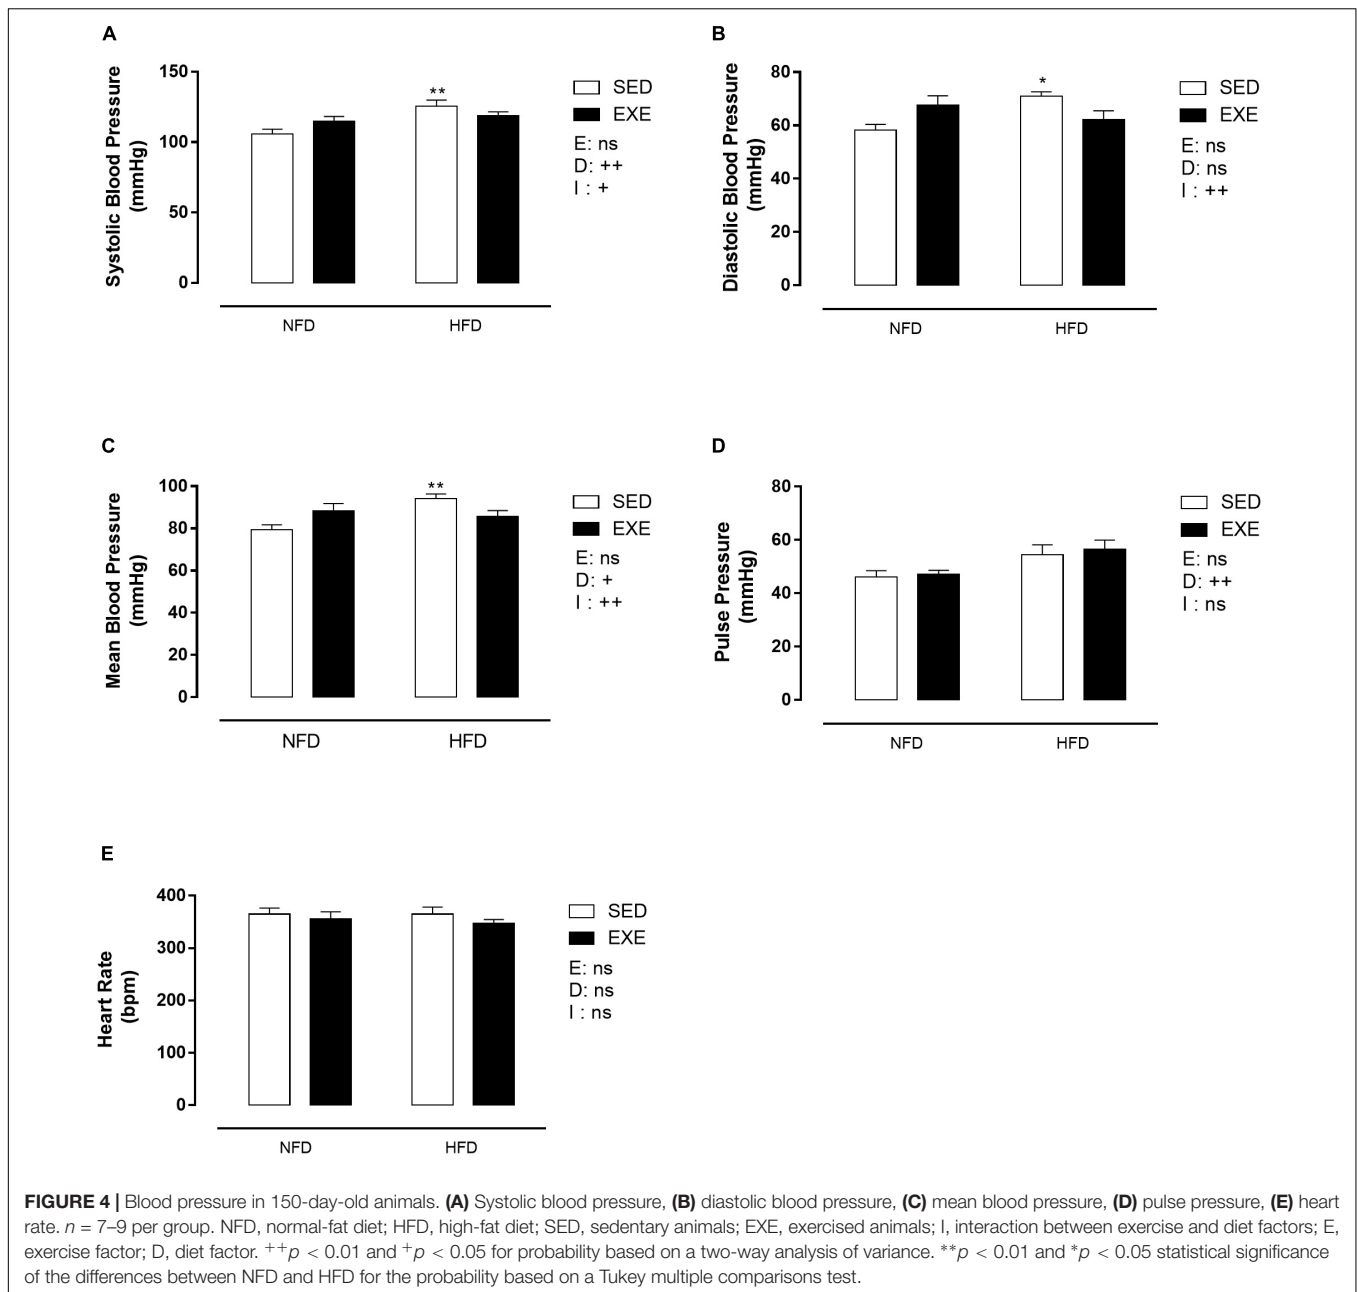 A
Systolic Blood Pressure
(mmHg)
150
100
50
0
**
SED
EXE
E: ns
D: ++
I : +
NFD
HFD
B
Diastolic Blood Pressure
(mmHg)
80
60
40
20
0
*
SED
EXE
E: ns
D: ns
I : ++
NFD
HFD
C
Mean Blood Pressure
(mmHg)
100
80
60
40
20
0
**
SED
EXE
E: ns
D: +
I : ++
NFD
HFD
D
Pulse Pressure
(mmHg)
80
60
40
20
0
SED
EXE
E: ns
D: ++
I : ns
NFD
HFD
E
Heart Rate
(bpm)
400
300
200
100
0
SED
EXE
E: ns
D: ns
I : ns
NFD
HFD
FIGURE 4 | Blood pressure in 150-day-old animals. (A) Systolic blood pressure, (B) diastolic blood pressure, (C) mean blood pressure, (D) pulse pressure, (E) heart
rate. n = 7–9 per group. NFD, normal-fat diet; HFD, high-fat diet; SED, sedentary animals; EXE, exercised animals; I, interaction between exercise and diet factors; E,
exercise factor; D, diet factor. ++p < 0.01 and +p < 0.05 for probability based on a two-way analysis of variance. **p < 0.01 and *p < 0.05 statistical significance
of the differences between NFD and HFD for the probability based on a Tukey multiple comparisons test.